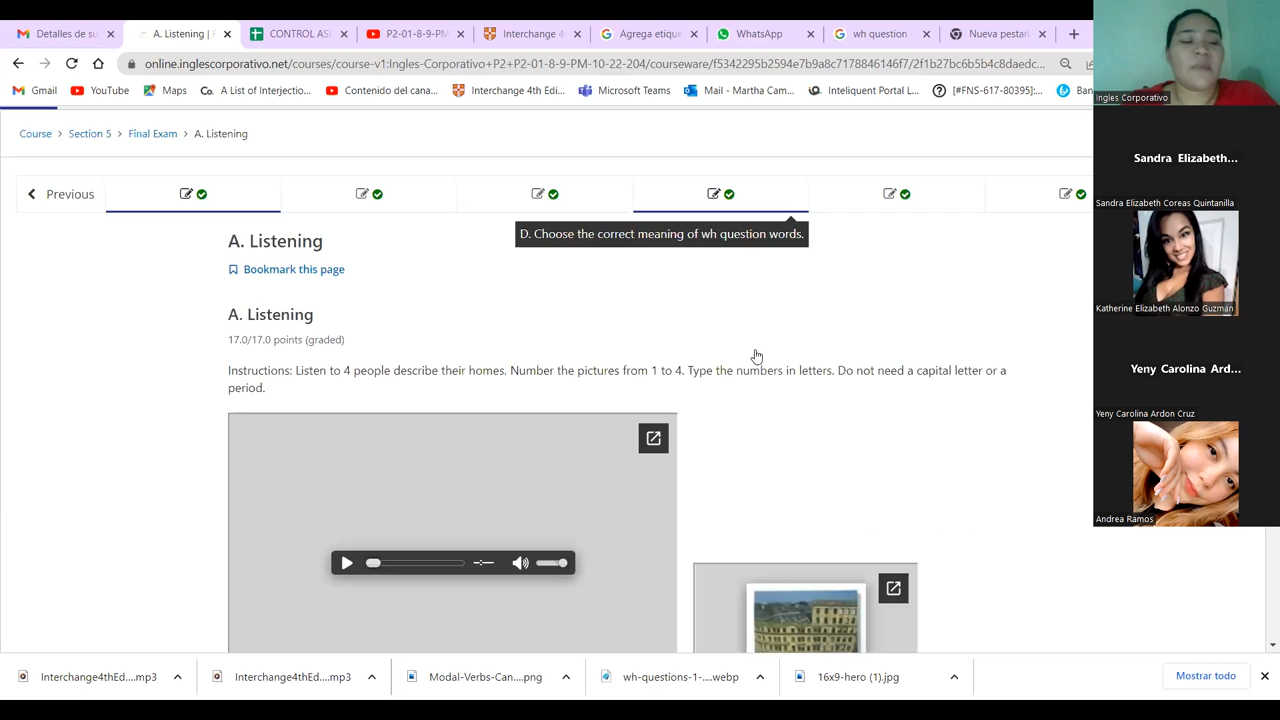 Detalles de su
A. Listening | F
CONTROL ASI
P2-01-8-9-PM
Interchange 4
Agrega etique
WhatsApp
wh question -
Nueva pestañ
online.inglescorporativo.net/courses/course-v1:Ingles-Corporativo+P2+P2-01-8-9-PM-10-22-204/courseware/f5342295b2594e7b9a8c7178846146f7/2f1b27bc6b5b4c8daedc...
Gmail
YouTube
Maps
A List of Interjectio...
Contenido del cana...
Interchange 4th Edi...
Microsoft Teams
Mail - Martha Cam...
Inteliquent Portal L...
[#FNS-617-80395]:...
Ban
Course > Section 5 > Final Exam > A. Listening
Previous
D. Choose the correct meaning of wh question words.
A. Listening
Bookmark this page
A. Listening
17.0/17.0 points (graded)
Instructions: Listen to 4 people describe their homes. Number the pictures from 1 to 4. Type the numbers in letters. Do not need a capital letter or a
period.
Interchange4thEd....mp3
Interchange4thEd....mp3
Modal-Verbs-Can....png
wh-questions-1-....webp
16x9-hero (1).jpg
Mostrar todo
Ingles Corporativo
Sandra Elizabeth...
Sandra Elizabeth Coreas Quintanilla
Katherine Elizabeth Alonzo Guzman
Yeny Carolina Ard...
Yeny Carolina Ardon Cruz
Andrea Ramos